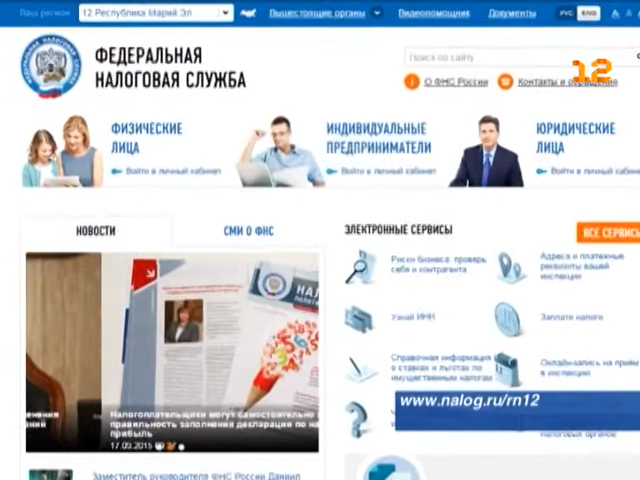 Ваш регион
12 Республика Марий Эл
Вышестоящие органы
Видеопомощник
Документы
РУС ENG
A A
ФЕДЕРАЛЬНАЯ
НАЛОГОВАЯ СЛУЖБА
Поиск по сайту
12
О ФНС России
Контакты и обращения
ФИЗИЧЕСКИЕ
ЛИЦА
Войти в личный кабинет
ИНДИВИДУАЛЬНЫЕ
ПРЕДПРИНИМАТЕЛИ
Войти в личный кабинет
ЮРИДИЧЕСКИЕ
ЛИЦА
Войти в личный кабинет
НОВОСТИ
СМИ О ФНС
ЭЛЕКТРОННЫЕ СЕРВИСЫ
ВСЕ СЕРВИСЫ
Риски бизнеса: проверь
себя и контрагента
Адреса и платежные
реквизиты вашей
инспекции
Узнай ИНН
Заплати налоги
Справочная информация
о ставках и льготах по
имущественным налогам
Онлайн-запись на приём
в инспекцию
www.nalog.ru/rn12
налоговых органов
Налогоплательщики могут самостоятельно
правильность заполнения декларации по на
прибыль
17.09.2015
Заместитель руководителя ФНС России Даниил